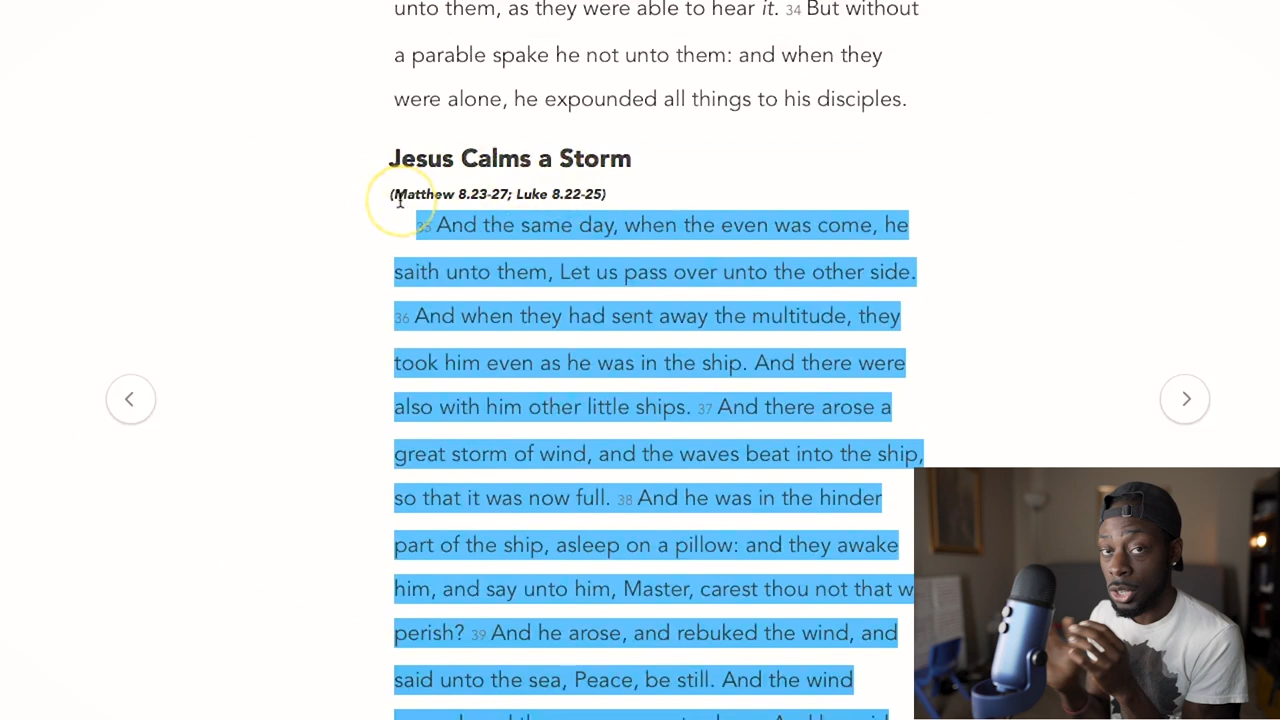 unto them, as they were able to hear it. 34 But without
a parable spake he not unto them: and when they
were alone, he expounded all things to his disciples.
Jesus Calms a Storm
(Matthew 8.23-27; Luke 8.22-25)
35 And the same day, when the even was come, he
saith unto them, Let us pass over unto the other side.
36 And when they had sent away the multitude, they
took him even as he was in the ship. And there were
also with him other little ships. 37 And there arose a
great storm of wind, and the waves beat into the ship,
so that it was now full. 38 And he was in the hinder
part of the ship, asleep on a pillow: and they awake
him, and say unto him, Master, carest thou not that w
perish? 39 And he arose, and rebuked the wind, and
said unto the sea, Peace, be still. And the wind